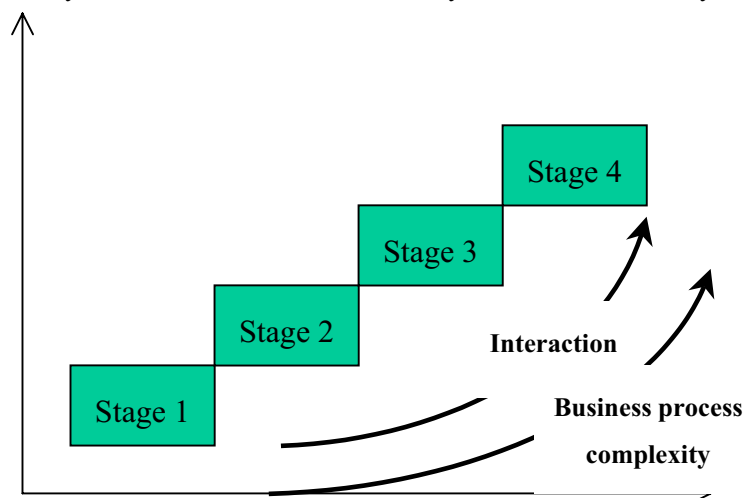 Stage 4
Stage 3
Stage 2
Interaction
Stage 1
Business process
complexity